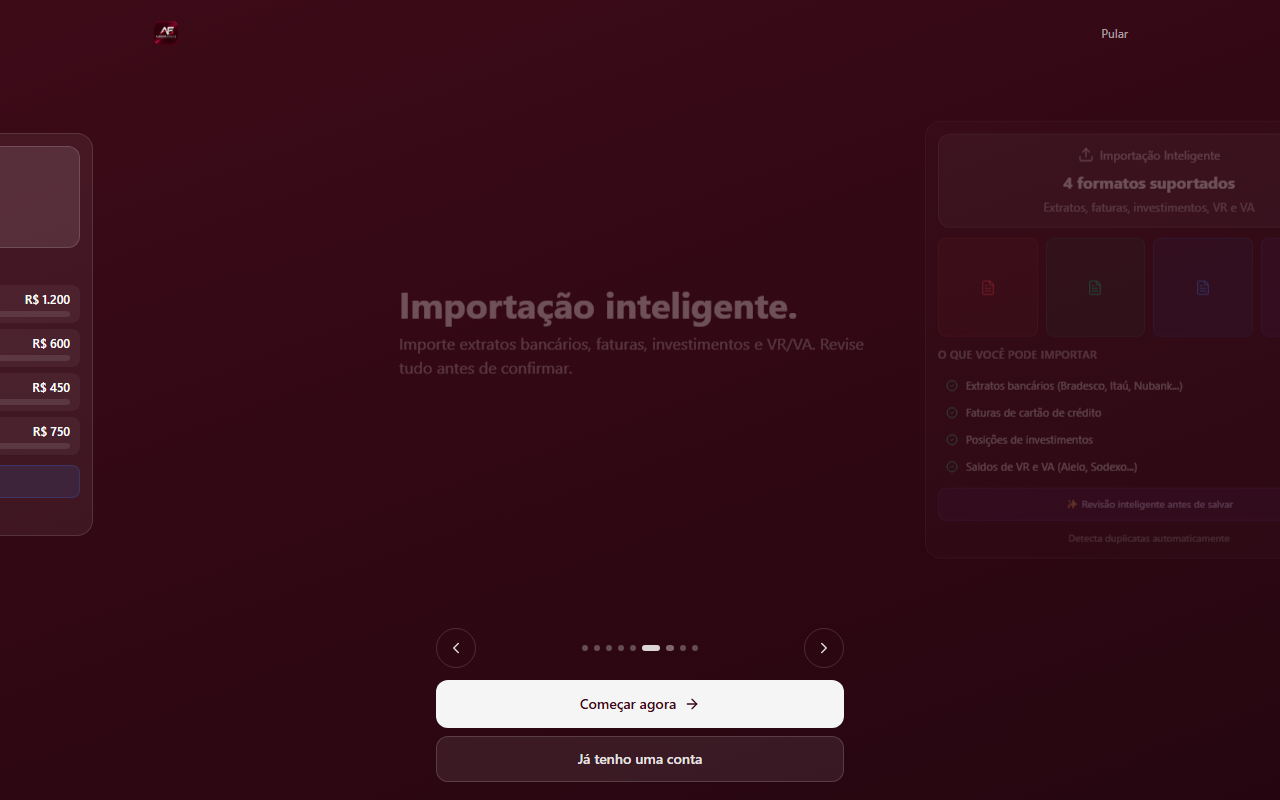 AF
Pular
R$ 1.200
R$ 600
R$ 450
R$ 750
Importação inteligente.
Importe extratos bancários, faturas, investimentos e VR/VA. Revise
tudo antes de confirmar.
Importação Inteligente
4 formatos suportados
Extratos, faturas, investimentos, VR e VA
O QUE VOCÊ PODE IMPORTAR
Extratos bancários (Bradesco, Itaú, Nubank...)
Faturas de cartão de crédito
Posições de investimentos
Saldos de VR e VA (Alelo, Sodexo...)
✨ Revisão inteligente antes de salvar
Detecta duplicatas automaticamente
Começar agora →
Já tenho uma conta